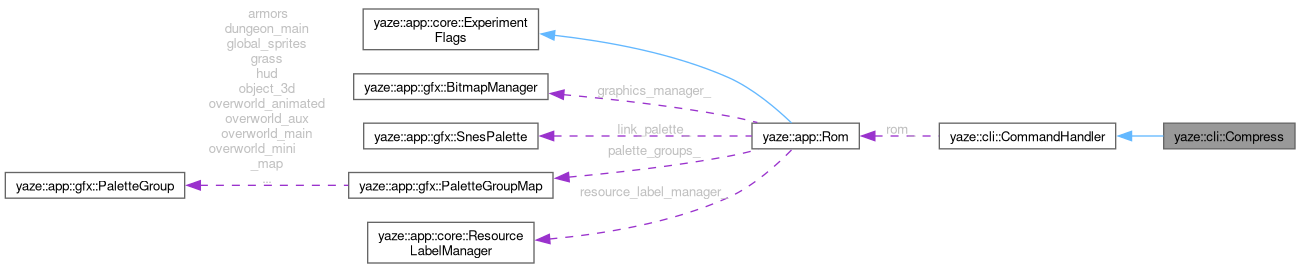 armors
dungeon_main
global_sprites
grass
hud
object_3d
overworld_animated
overworld_aux
overworld_main
overworld_mini
_map
...
yaze::app::gfx::PaletteGroup
yaze::app::core::Experiment
Flags
yaze::app::gfx::BitmapManager
yaze::app::gfx::SnesPalette
yaze::app::gfx::PaletteGroupMap
yaze::app::core::Resource
LabelManager
graphics_manager_
link_palette_
palette_groups_
resource_label_manager_
yaze::app::Rom
rom_
yaze::cli::CommandHandler
yaze::cli::Compress